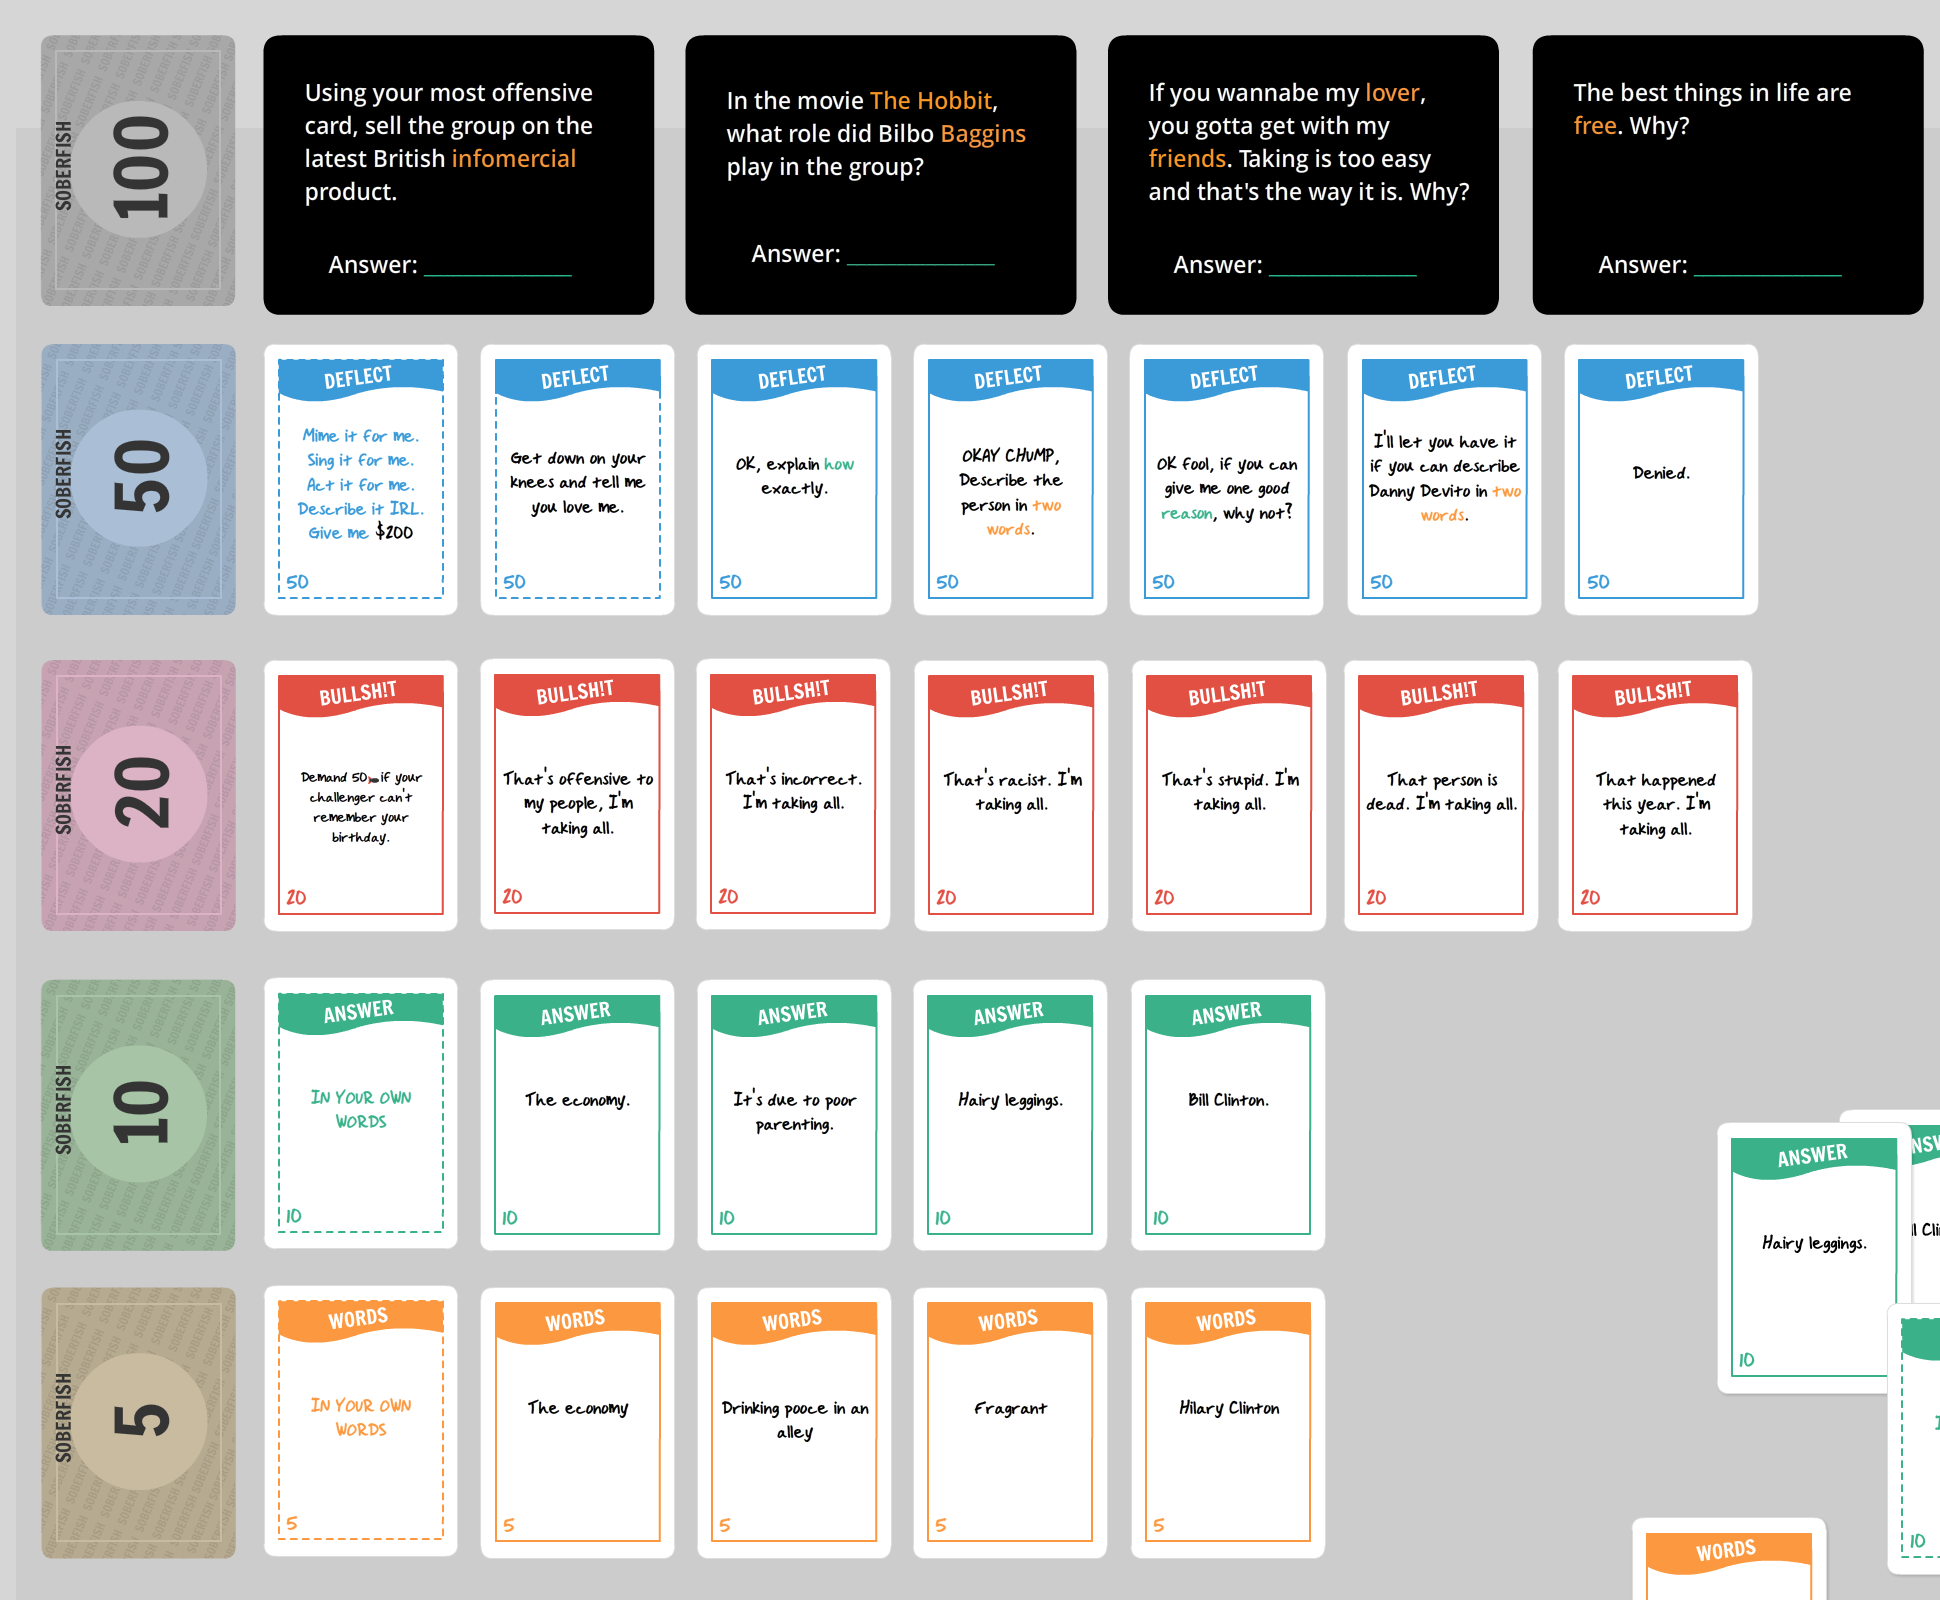 SOBERFISH
100
Using your most offensive
card, sell the group on the
latest British infomercial
product.
Answer: ____________
In the movie The Hobbit,
what role did Bilbo Baggins
play in the group?
Answer: ____________
If you wannabe my lover,
you gotta get with my
friends. Taking is too easy
and that's the way it is. Why?
Answer: ____________
The best things in life are
free. Why?
Answer: ____________
SOBERFISH
50
DEFLECT
Mime it for me.
Sing it for me.
Act it for me.
Describe it IRL.
Give me $200
50
DEFLECT
Get down on your
knees and tell me
you love me.
50
DEFLECT
OK, explain how
exactly.
50
DEFLECT
OKAY CHUMP,
Describe the
person in two
words.
50
DEFLECT
OK fool, if you can
give me one good
reason, why not?
50
DEFLECT
I'll let you have it
if you can describe
Danny Devito in two
words.
50
DEFLECT
Denied.
50
SOBERFISH
20
BULLSH!T
Demand 50 if your
challenger can't
remember your
birthday.
20
BULLSH!T
That's offensive to
my people, I'm
taking all.
20
BULLSH!T
That's incorrect.
I'm taking all.
20
BULLSH!T
That's racist. I'm
taking all.
20
BULLSH!T
That's stupid. I'm
taking all.
20
BULLSH!T
That person is
dead. I'm taking all.
20
BULLSH!T
That happened
this year. I'm
taking all.
20
SOBERFISH
10
ANSWER
IN YOUR OWN
WORDS
10
ANSWER
The economy.
10
ANSWER
It's due to poor
parenting.
10
ANSWER
Hairy leggings.
10
ANSWER
Bill Clinton.
10
ANSWER
Hairy leggings.
10
10
SOBERFISH
5
WORDS
IN YOUR OWN
WORDS
5
WORDS
The economy
5
WORDS
Drinking pooce in an
alley
5
WORDS
Fragrant
5
WORDS
Hilary Clinton
5
WORDS